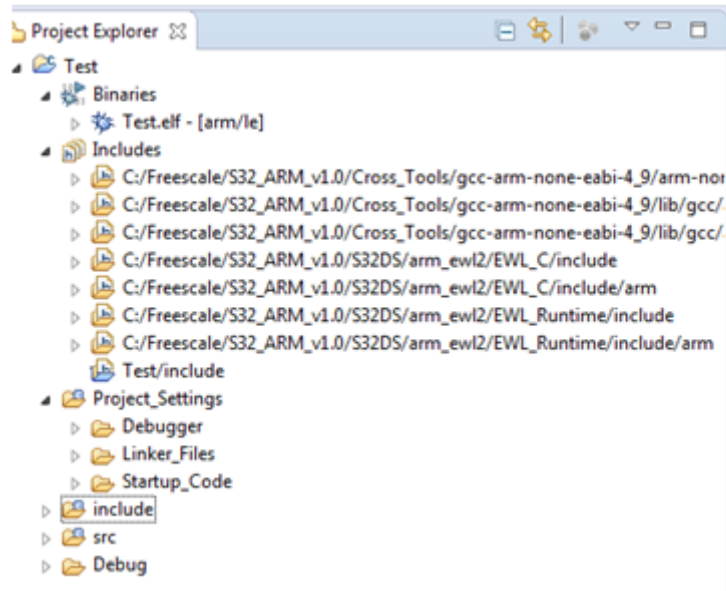 Project Explorer
Test
Binaries
Test.elf - [arm/le]
Includes
C:/Freescale/S32_ARM_v1.0/Cross_Tools/gcc-arm-none-eabi-4_9/arm-nor
C:/Freescale/S32_ARM_v1.0/Cross_Tools/gcc-arm-none-eabi-4_9/lib/gcc/
C:/Freescale/S32_ARM_v1.0/Cross_Tools/gcc-arm-none-eabi-4_9/lib/gcc/
C:/Freescale/S32_ARM_v1.0/S32DS/arm_ewl2/EWL_C/include
C:/Freescale/S32_ARM_v1.0/S32DS/arm_ewl2/EWL_C/include/arm
C:/Freescale/S32_ARM_v1.0/S32DS/arm_ewl2/EWL_Runtime/include
C:/Freescale/S32_ARM_v1.0/S32DS/arm_ewl2/EWL_Runtime/include/arm
Test/include
Project_Settings
Debugger
Linker_Files
Startup_Code
include
src
Debug